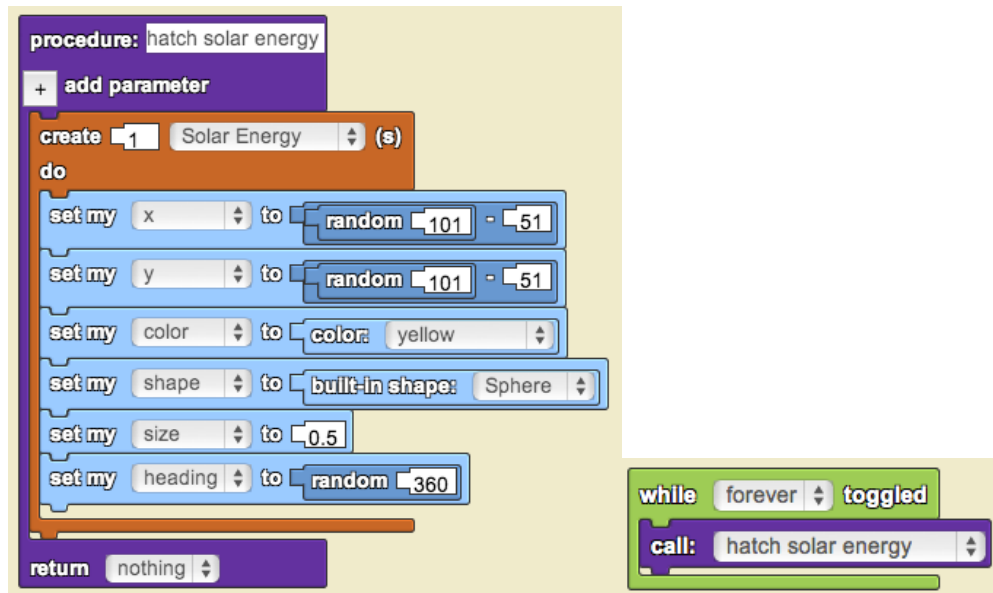 procedure: hatch solar energy
+ add parameter
create 1 Solar Energy (s)
do
set my x to random 101 - 51
set my y to random 101 - 51
set my color to color: yellow
set my shape to built-in shape: Sphere
set my size to 0.5
set my heading to random 360
return nothing
while forever toggled
call: hatch solar energy